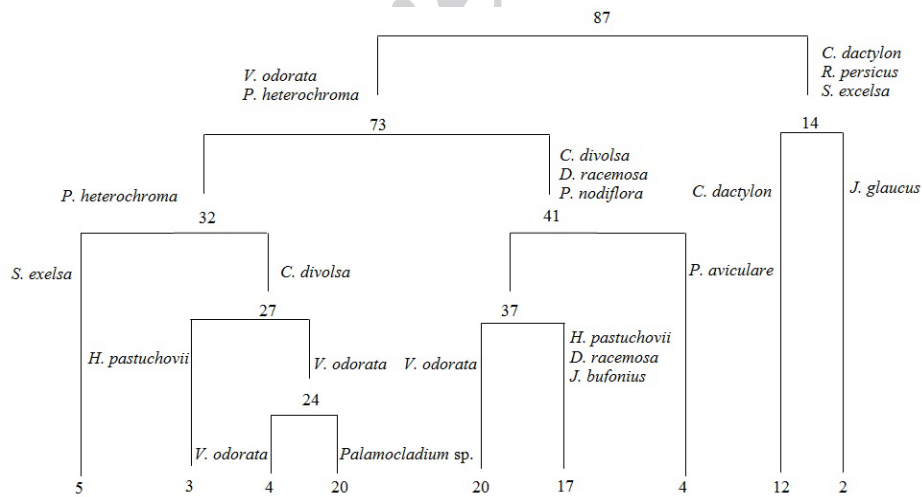 87
V. odorata
P. heterochroma
C. dactylon
R. persicus
S. excelsa
73
14
C. divolsa
D. racemosa
P. nodiflora
P. heterochroma
C. dactylon
J. glaucus
32
41
S. exelsa
C. divolsa
P. aviculare
27
37
H. pastuchovii
V. odorata
V. odorata
H. pastuchovii
D. racemosa
J. bufonius
24
V. odorata
Palamocladium sp.
5 3 4 20 20 17 4 12 2